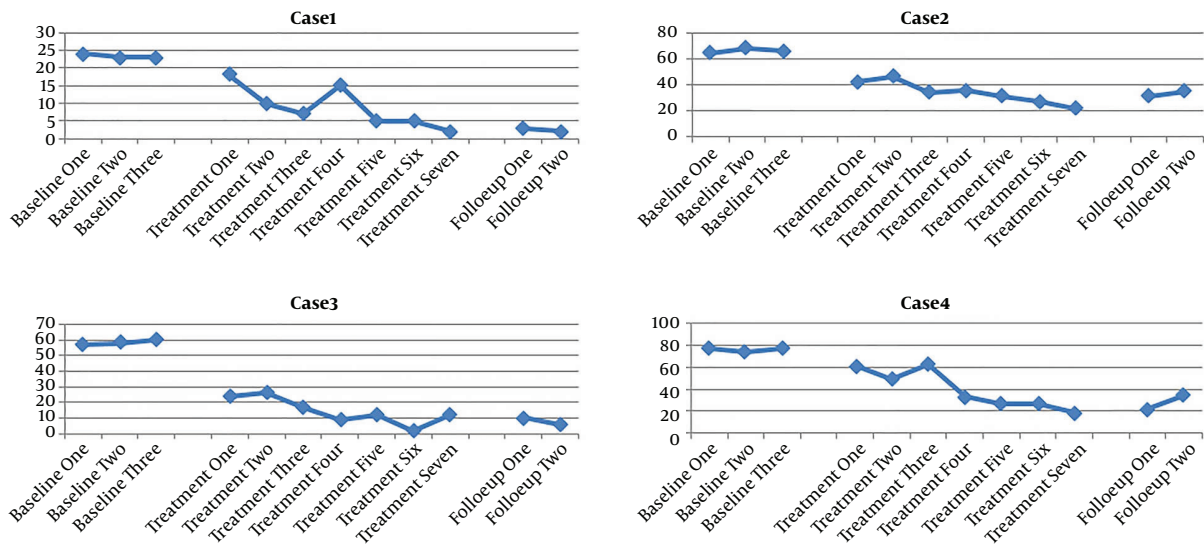 Case1
30
25
20
15
10
5
0
Baseline One
Baseline Two
Baseline Three
Treatment One
Treatment Two
Treatment Three
Treatment Four
Treatment Five
Treatment Six
Treatment Seven
Folloeup One
Folloeup Two
Case2
80
60
40
20
0
Baseline One
Baseline Two
Baseline Three
Treatment One
Treatment Two
Treatment Three
Treatment Four
Treatment Five
Treatment Six
Treatment Seven
Folloeup One
Folloeup Two
Case3
70
60
50
40
30
20
10
0
Baseline One
Baseline Two
Baseline Three
Treatment One
Treatment Two
Treatment Three
Treatment Four
Treatment Five
Treatment Six
Treatment Seven
Folloeup One
Folloeup Two
Case4
100
80
60
40
20
0
Baseline One
Baseline Two
Baseline Three
Treatment One
Treatment Two
Treatment Three
Treatment Four
Treatment Five
Treatment Six
Treatment Seven
Folloeup One
Folloeup Two